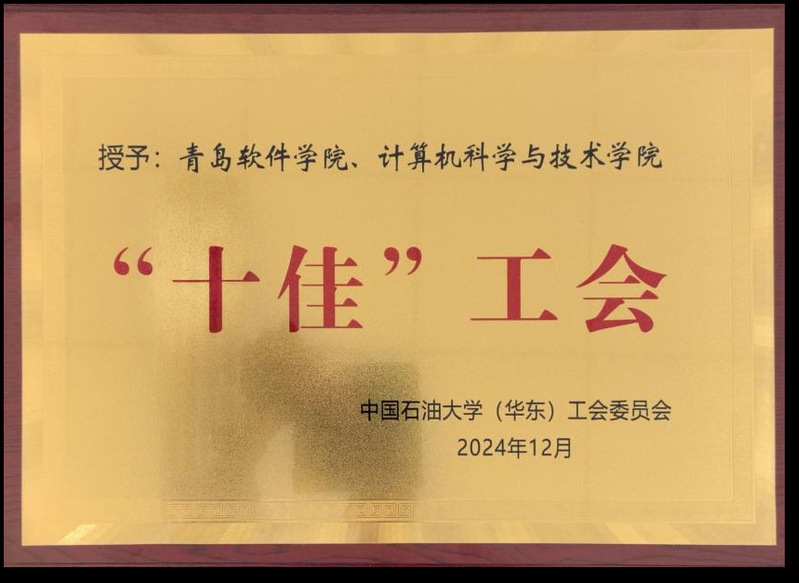 授予：青岛软件学院、计算机科学与技术学院
“十佳”工会
中国石油大学（华东）工会委员会
2024年12月